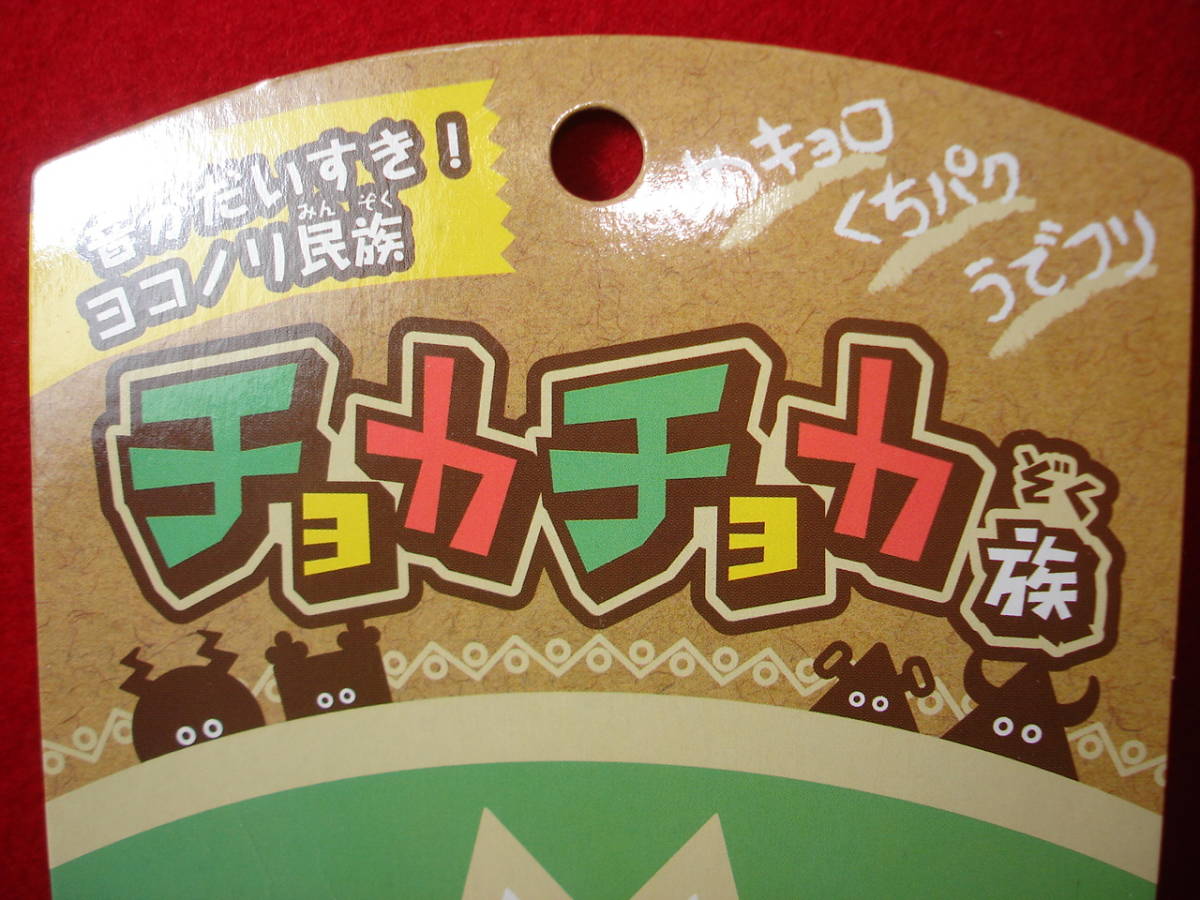 音がだいすき!
みんぞく
ヨコノリ民族
めキョロ
くちパク
うでフリ
チョカチョカ族
ぞく